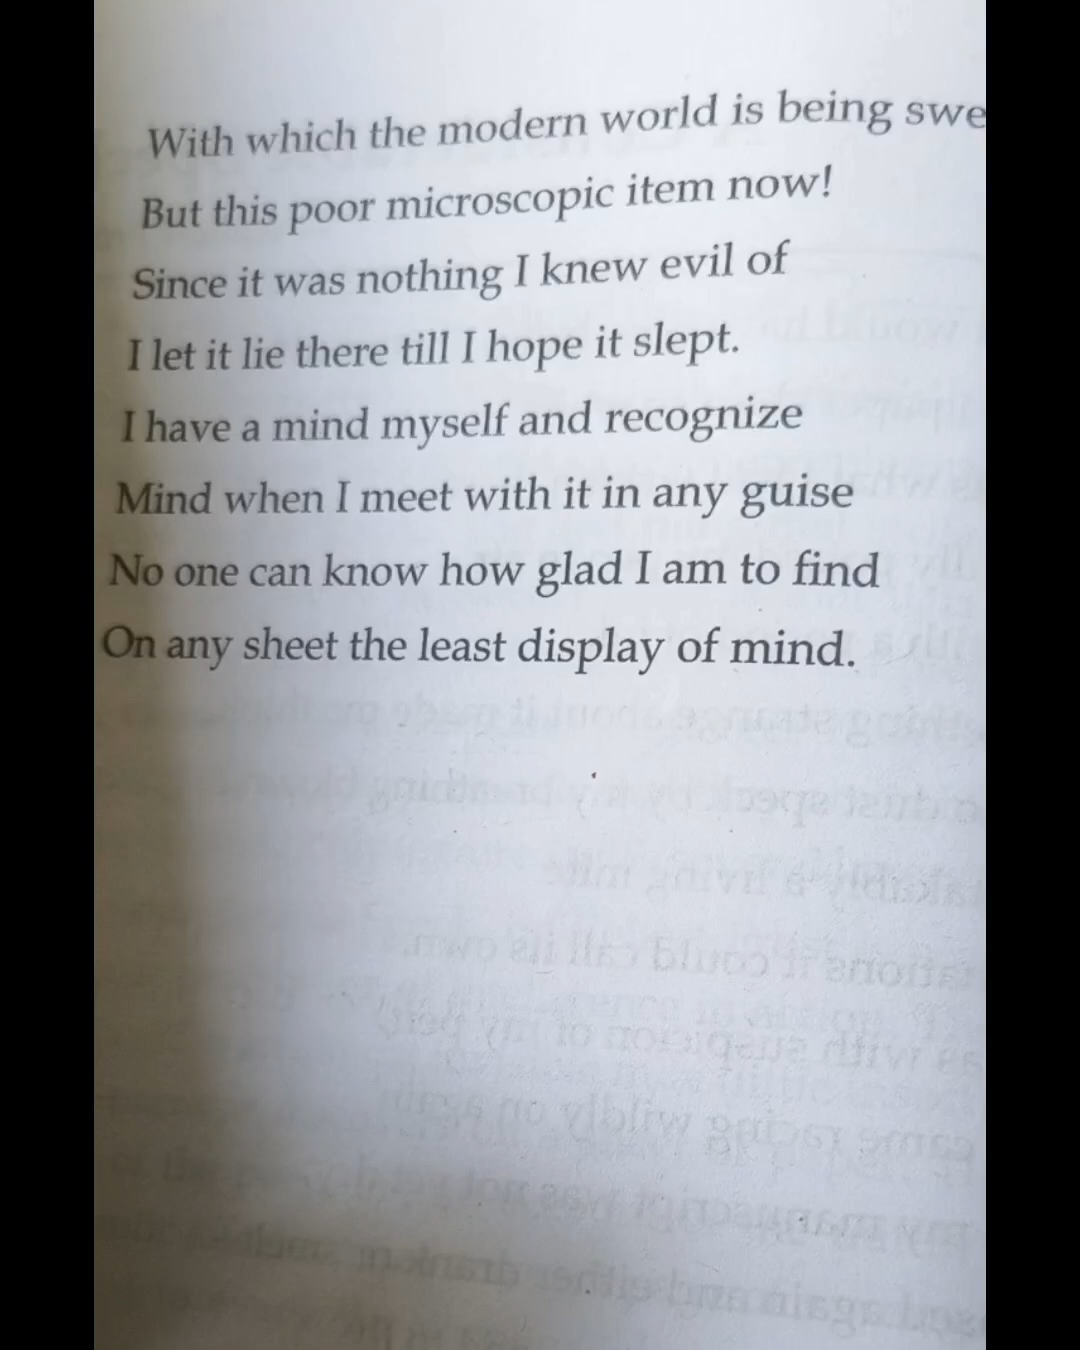 With which the modern world is being swe
But this poor microscopic item now!
Since it was nothing I knew evil of
I let it lie there till I hope it slept.
I have a mind myself and recognize
Mind when I meet with it in any guise
No one can know how glad I am to find
On any sheet the least display of mind.